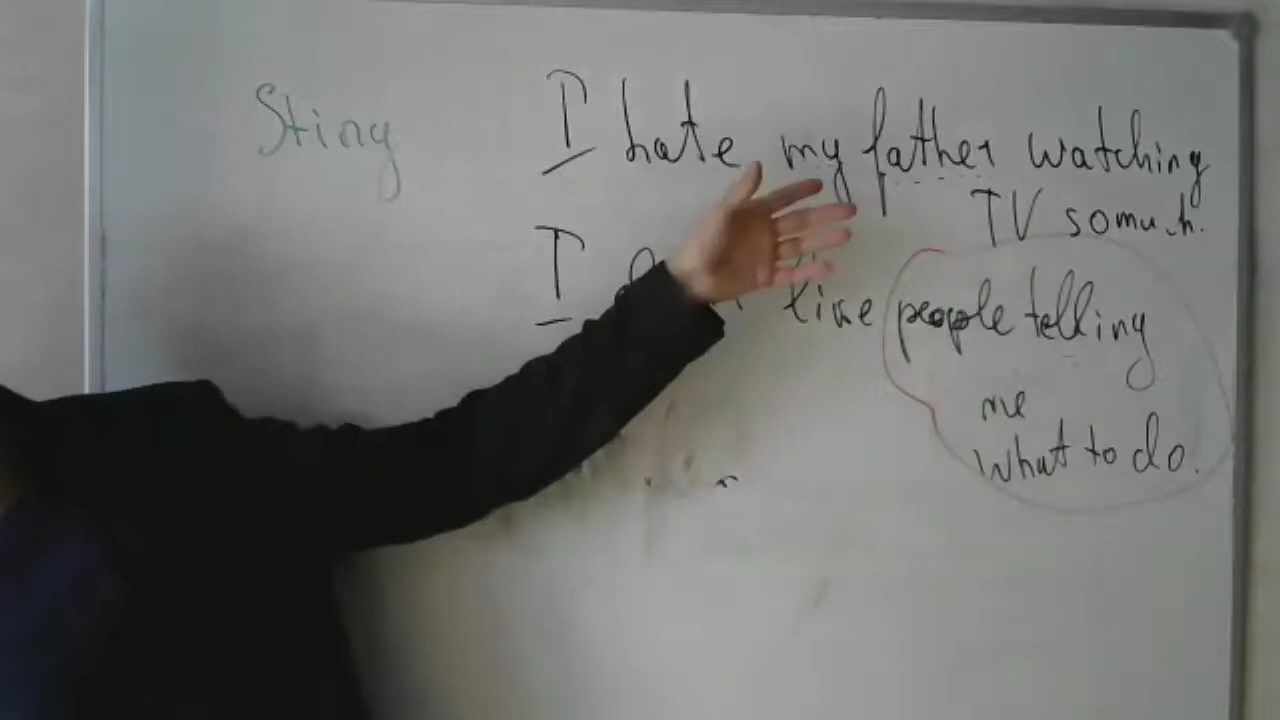 Sting
I hate my father watching
TV so much.
I like people telling
me
what to do.